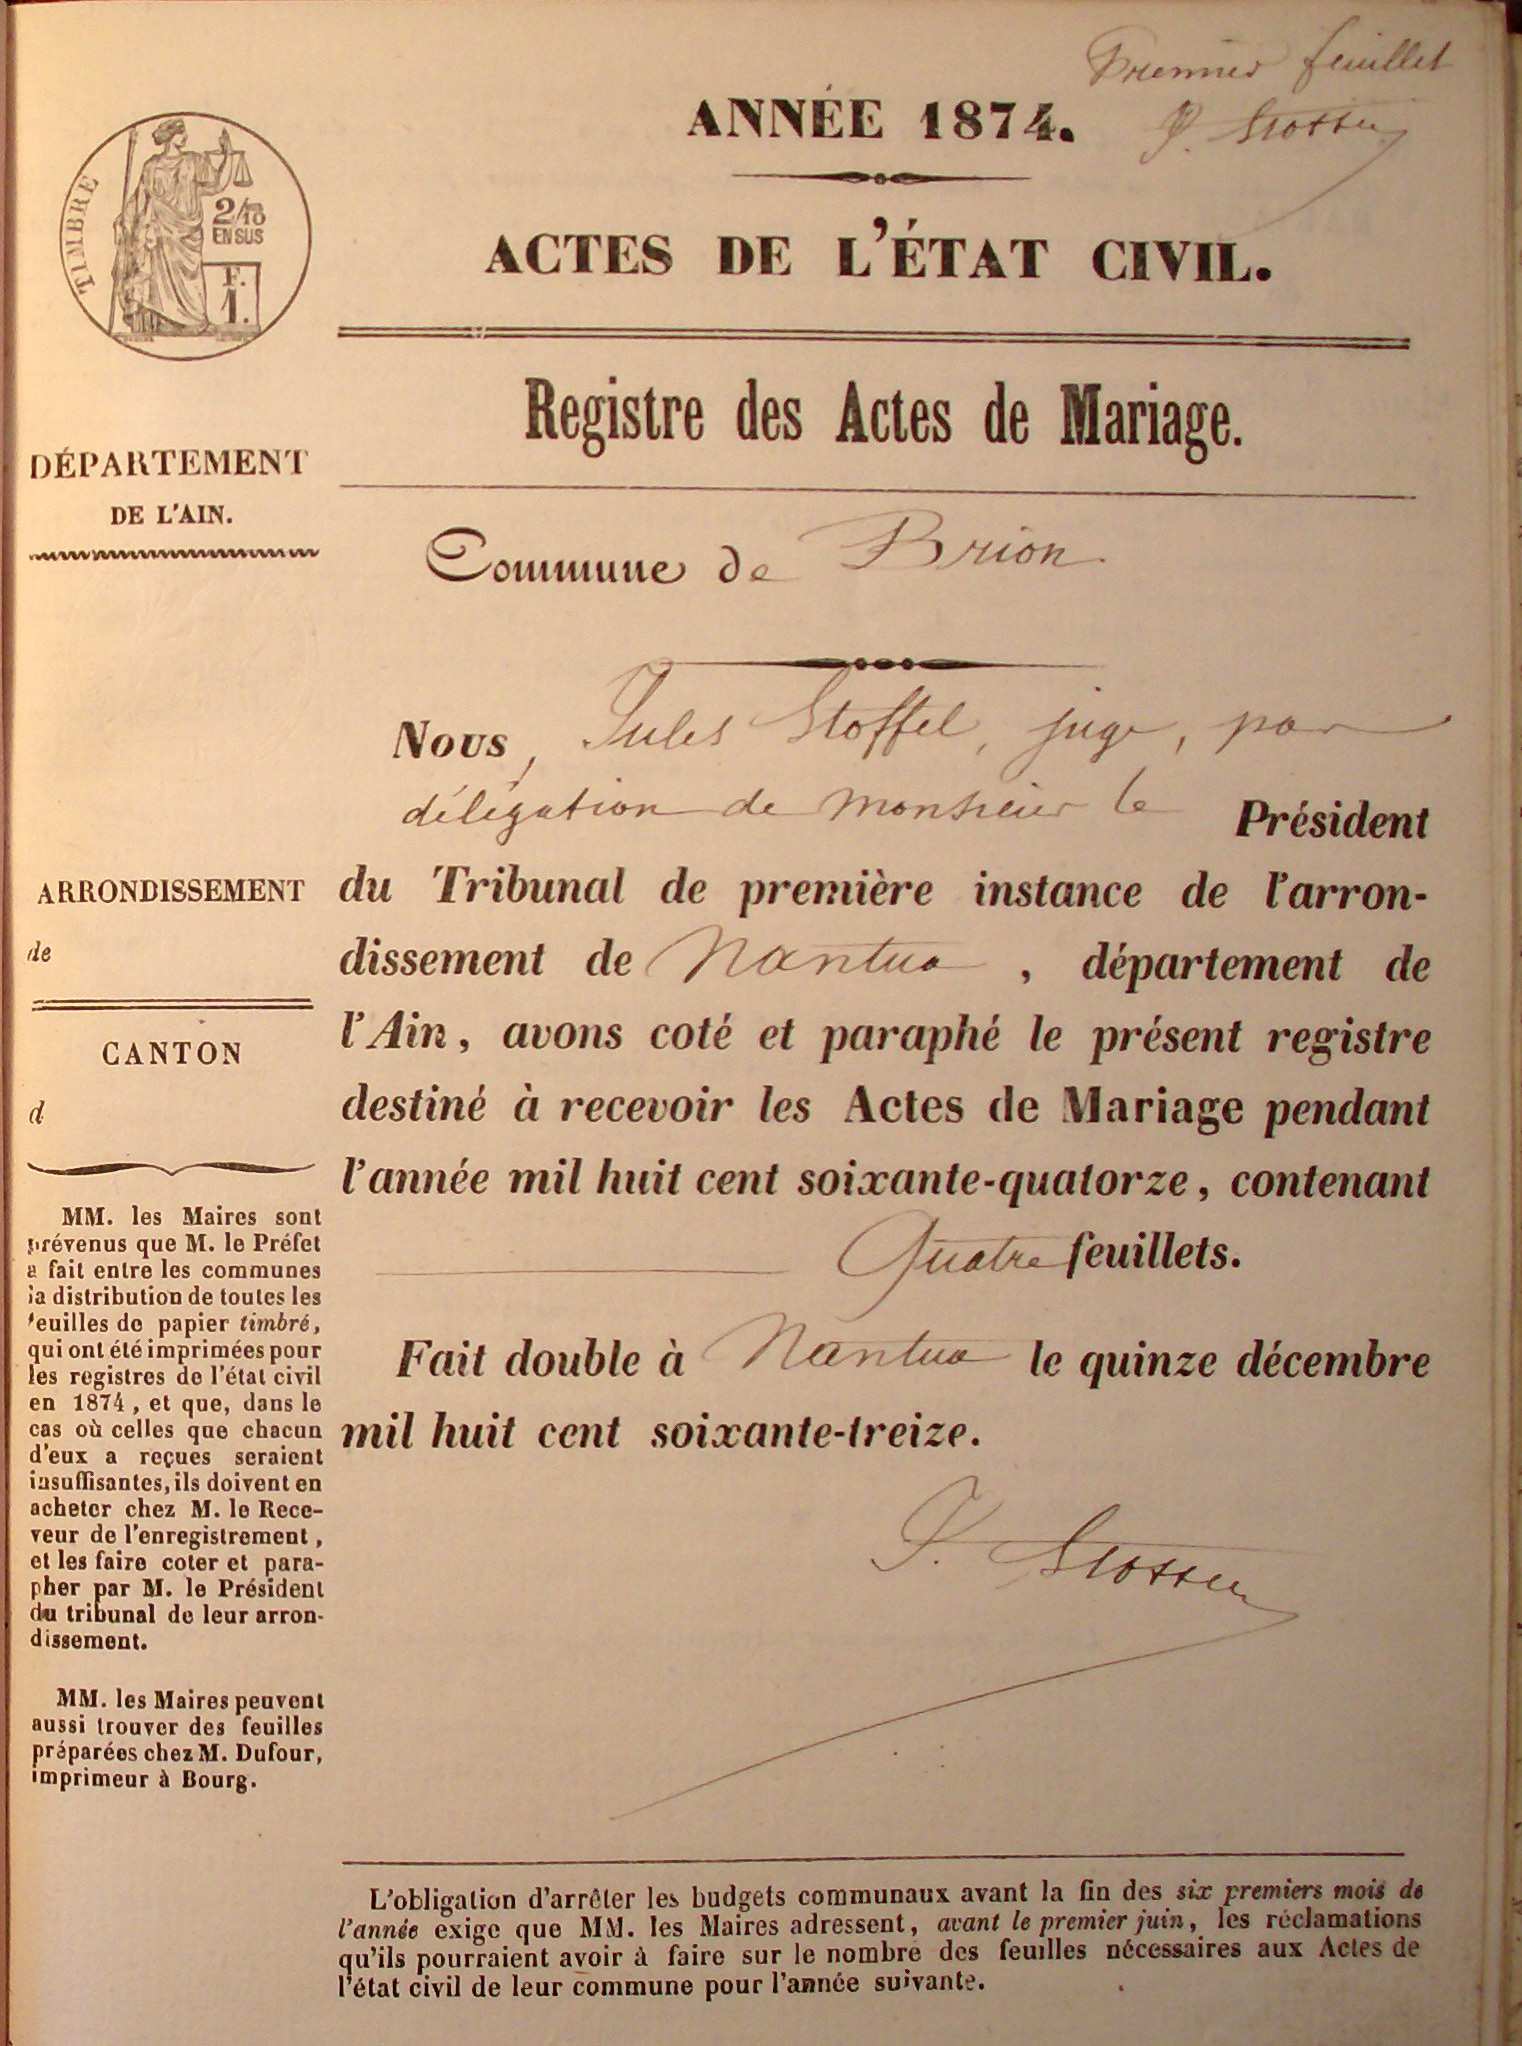 Premier feuillet
J. Stoffel
ANNÉE 1874.
TIMBRE
2/10
EN SUS
F.
1.
ACTES DE L'ÉTAT CIVIL.
Registre des Actes de Mariage.
DÉPARTEMENT
DE L'AIN.
Commune de Brion
Nous, Jules Stoffel, juge, par
délégation de monsieur le Président
du Tribunal de première instance de l'arron-
dissement de Nantua, département de
l'Ain, avons coté et paraphé le présent registre
destiné à recevoir les Actes de Mariage pendant
l'année mil huit cent soixante-quatorze, contenant
Quatre feuillets.
Fait double à Nantua le quinze décembre
mil huit cent soixante-treize.
J. Stoffel
ARRONDISSEMENT
de
CANTON
d
MM. les Maires sont
prévenus que M. le Préfet
a fait entre les communes
la distribution de toutes les
feuilles de papier timbré,
qui ont été imprimées pour
les registres de l'état civil
en 1874, et que, dans le
cas où celles que chacun
d'eux a reçues seraient
insuffisantes, ils doivent en
acheter chez M. le Rece-
veur de l'enregistrement,
et les faire coter et para-
pher par M. le Président
du tribunal de leur arron-
dissement.
MM. les Maires peuvent
aussi trouver des feuilles
préparées chez M. Dufour,
imprimeur à Bourg.
L'obligation d'arrêter les budgets communaux avant la fin des six premiers mois de
l'année exige que MM. les Maires adressent, avant le premier juin, les réclamations
qu'ils pourraient avoir à faire sur le nombre des feuilles nécessaires aux Actes de
l'état civil de leur commune pour l'année suivante.